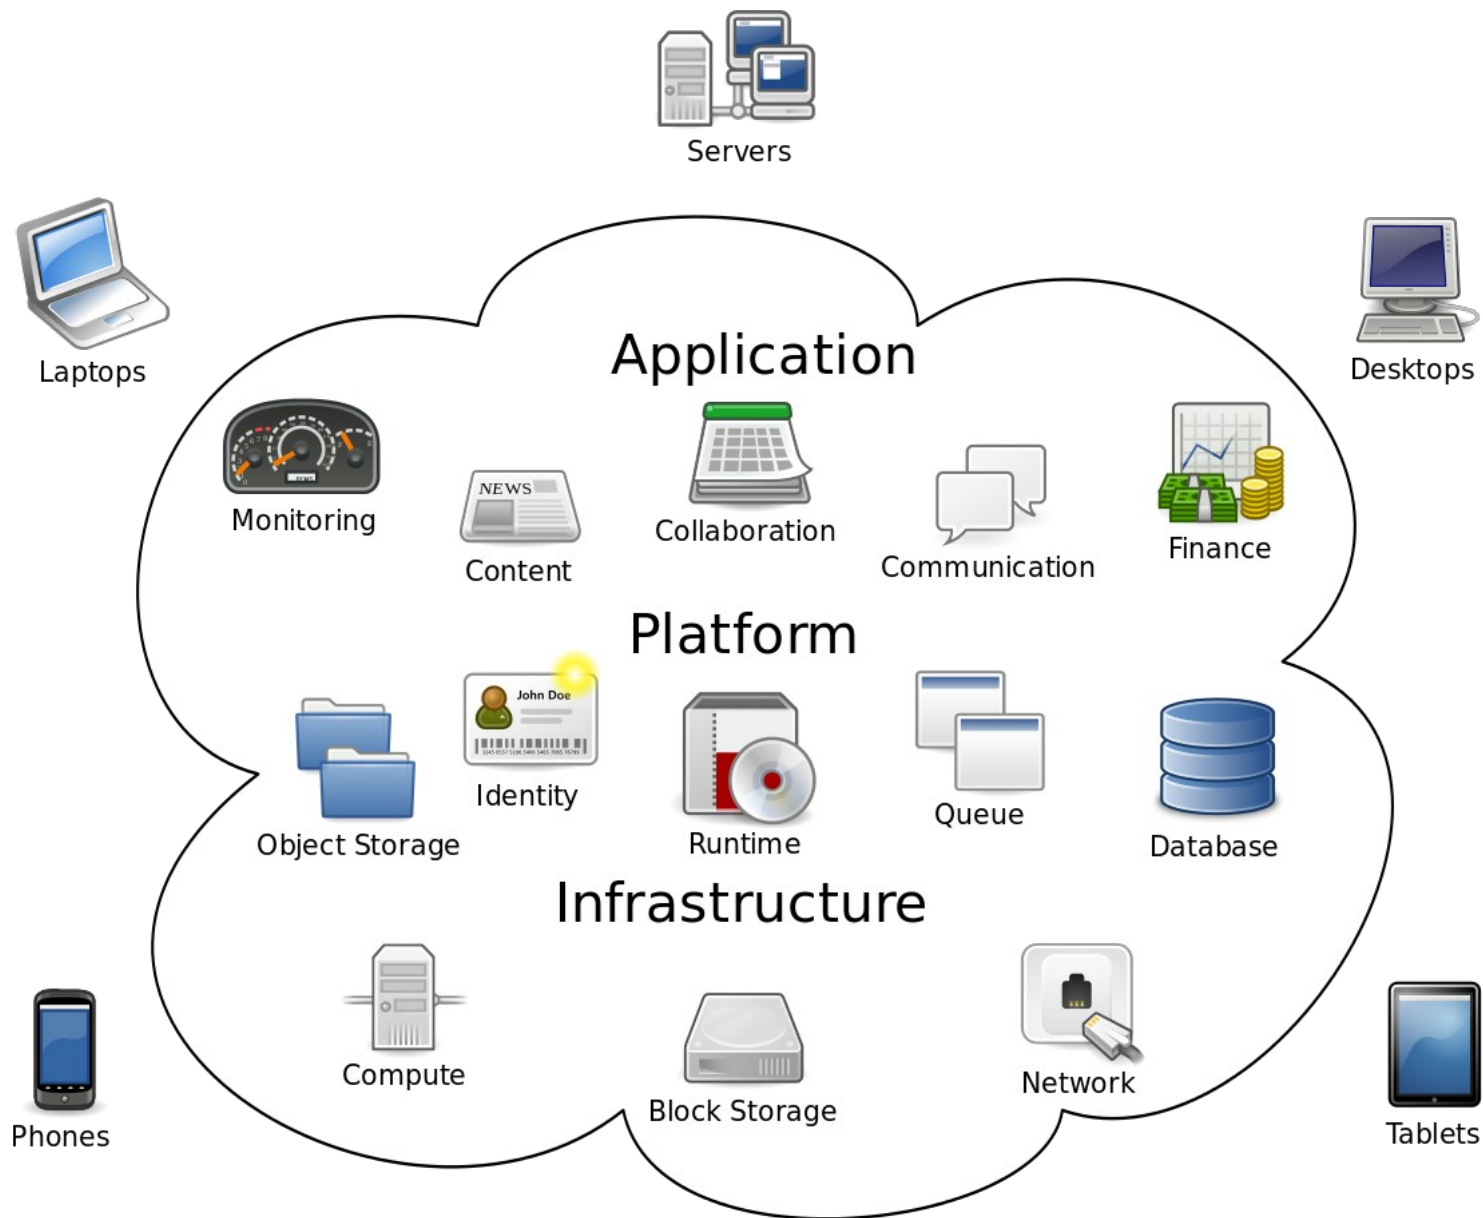 Servers
Laptops
Desktops
Application
Monitoring
NEWS
Content
Collaboration
Communication
Finance
Platform
John Doe
Object Storage
Identity
Runtime
Queue
Database
Infrastructure
Compute
Block Storage
Network
Phones
Tablets